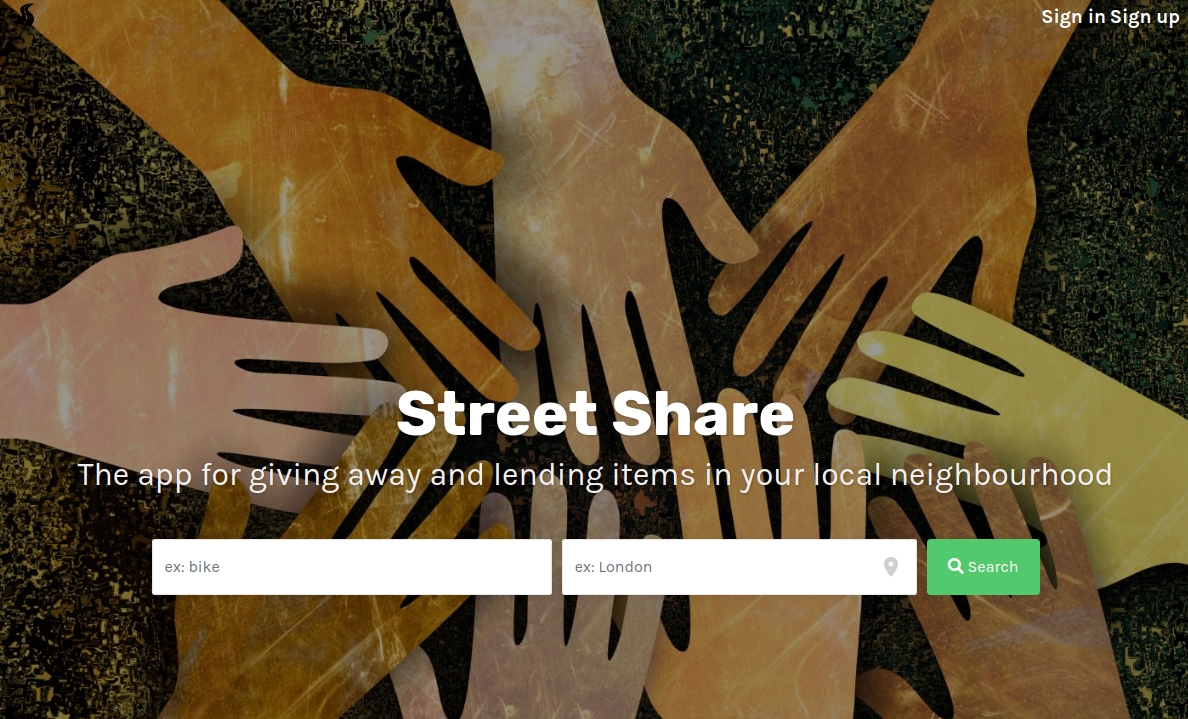 Sign in Sign up
Street Share
The app for giving away and lending items in your local neighbourhood
ex: bike
ex: London
Search